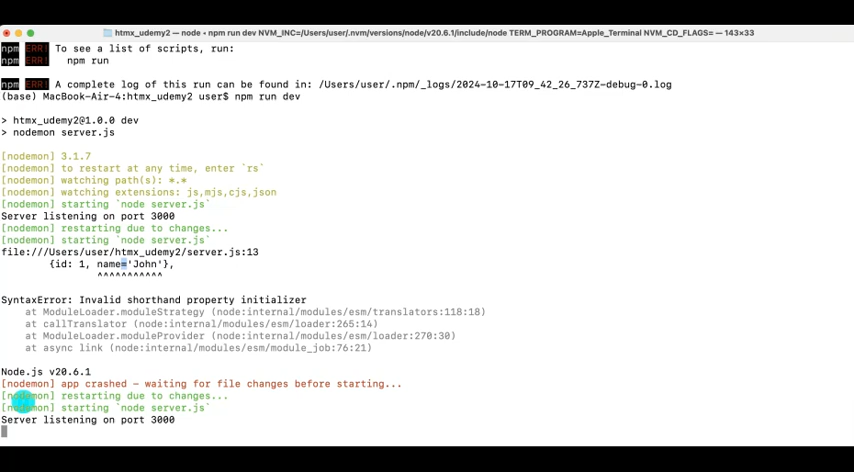 htmx_udemy2 — node ◂ npm run dev NVM_INC=/Users/user/.nvm/versions/node/v20.6.1/include/node TERM_PROGRAM=Apple_Terminal NVM_CD_FLAGS= — 143×33
npm ERR! To see a list of scripts, run:
npm ERR!   npm run
npm ERR! A complete log of this run can be found in: /Users/user/.npm/_logs/2024-10-17T09_42_26_737Z-debug-0.log
(base) MacBook-Air-4:htmx_udemy2 user$ npm run dev
> htmx_udemy2@1.0.0 dev
> nodemon server.js
[nodemon] 3.1.7
[nodemon] to restart at any time, enter `rs`
[nodemon] watching path(s): *.*
[nodemon] watching extensions: js,mjs,cjs,json
[nodemon] starting `node server.js`
Server listening on port 3000
[nodemon] restarting due to changes...
[nodemon] starting `node server.js`
file:///Users/user/htmx_udemy2/server.js:13
        {id: 1, name='John'},
                ^^^^^^^^^^^
SyntaxError: Invalid shorthand property initializer
    at ModuleLoader.moduleStrategy (node:internal/modules/esm/translators:118:18)
    at callTranslator (node:internal/modules/esm/loader:265:14)
    at ModuleLoader.moduleProvider (node:internal/modules/esm/loader:270:30)
    at async link (node:internal/modules/esm/module_job:76:21)
Node.js v20.6.1
[nodemon] app crashed - waiting for file changes before starting...
[nodemon] restarting due to changes...
[nodemon] starting `node server.js`
Server listening on port 3000